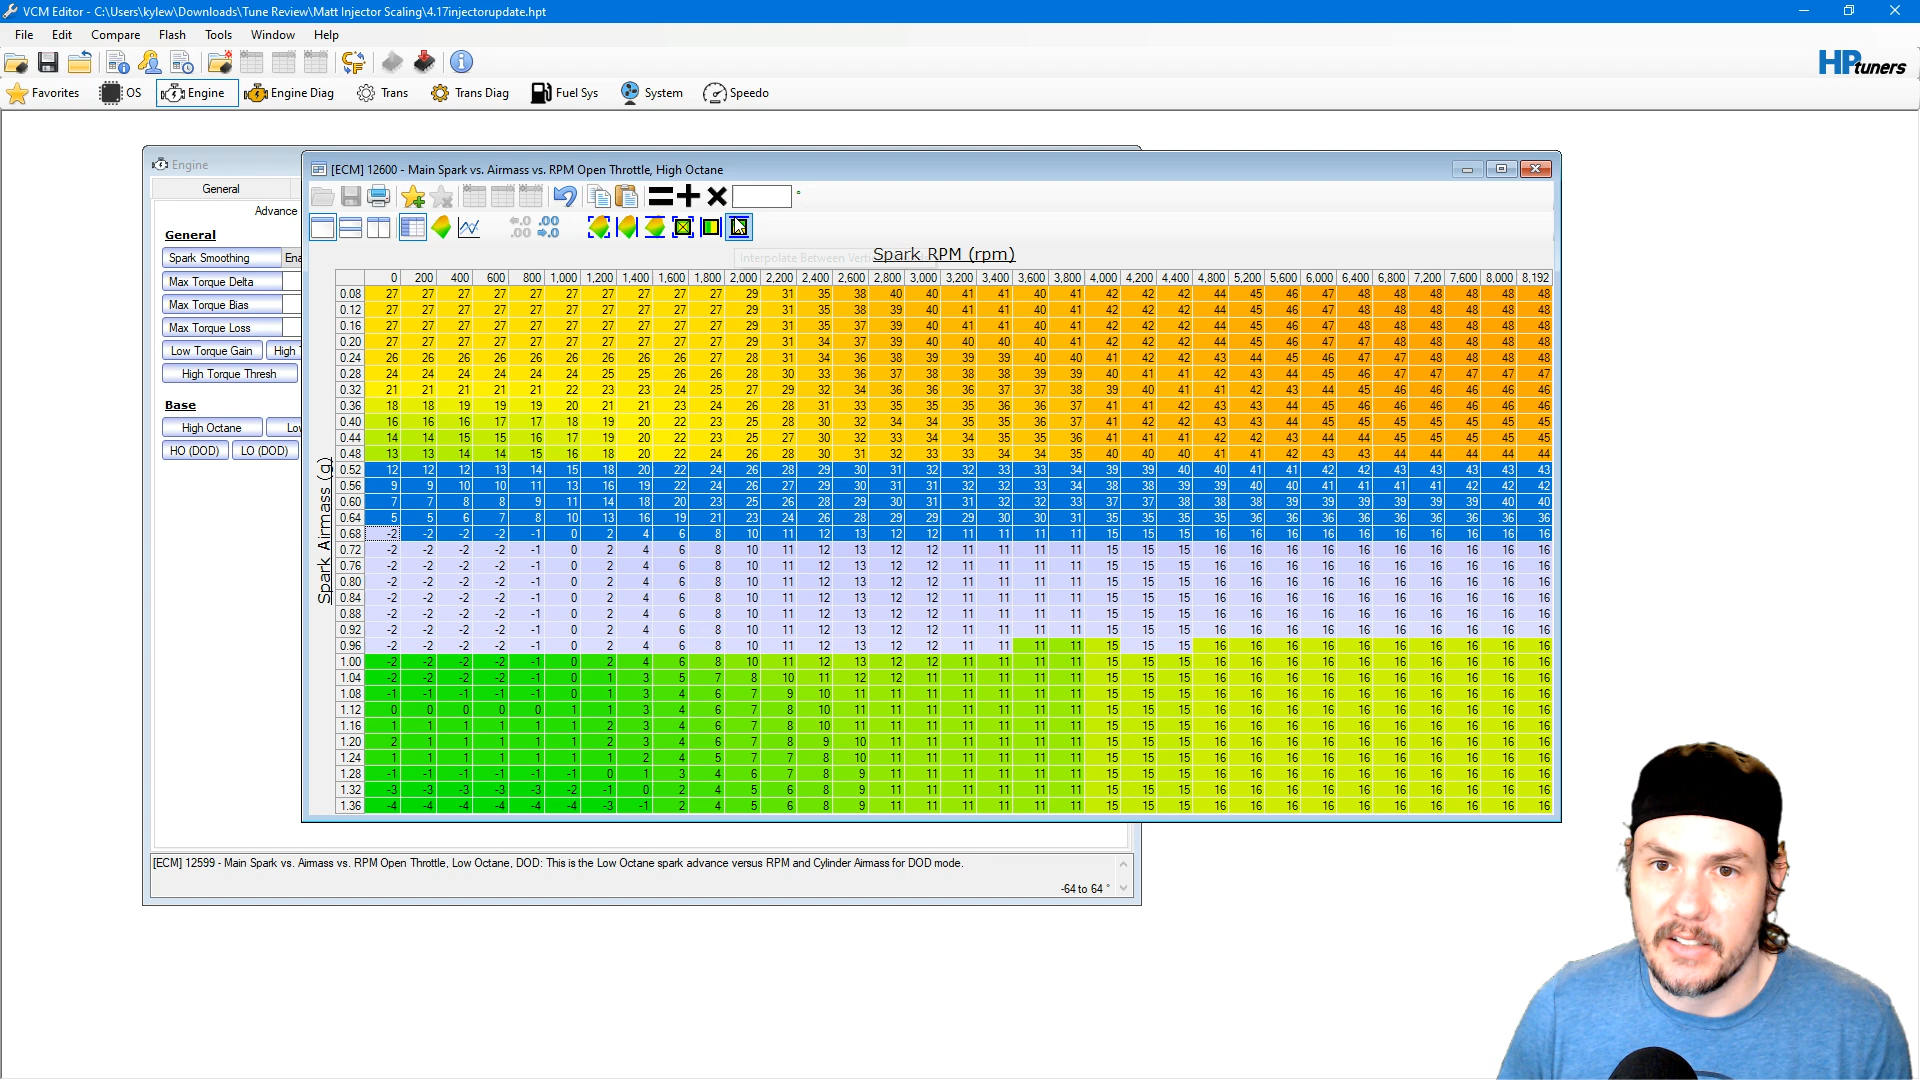 VCM Editor - C:\Users\kylew\Downloads\Tune Review\Matt Injector Scaling\4.17injectorupdate.hpt
File Edit Compare Flash Tools Window Help
HPtuners
Favorites OS Engine Engine Diag Trans Trans Diag Fuel Sys System Speedo
Engine
General
Advance
General
Spark Smoothing Ena
Max Torque Delta
Max Torque Bias
Max Torque Loss
Low Torque Gain High
High Torque Thresh
Base
High Octane Lo
HO (DOD) LO (DOD)
[ECM] 12600 - Main Spark vs. Airmass vs. RPM Open Throttle, High Octane
°
Interpolate Between Verti
Spark RPM (rpm)
Spark Airmass (g)
0 200 400 600 800 1,000 1,200 1,400 1,600 1,800 2,000 2,200 2,400 2,600 2,800 3,000 3,200 3,400 3,600 3,800 4,000 4,200 4,400 4,800 5,200 5,600 6,000 6,400 6,800 7,200 7,600 8,000 8,192
0.08 27 27 27 27 27 27 27 27 27 27 29 31 35 38 40 40 41 41 40 41 42 42 42 44 45 46 47 48 48 48 48 48 48
0.12 27 27 27 27 27 27 27 27 27 27 29 31 35 38 39 40 41 41 40 41 42 42 42 44 45 46 47 48 48 48 48 48 48
0.16 27 27 27 27 27 27 27 27 27 27 29 31 35 37 39 40 41 41 40 41 42 42 42 44 45 46 47 48 48 48 48 48 48
0.20 27 27 27 27 27 27 27 27 27 27 29 31 34 37 39 40 40 40 40 41 42 42 42 44 45 46 47 47 48 48 48 48 48
0.24 26 26 26 26 26 26 26 26 26 27 28 31 34 36 38 39 39 39 40 40 41 42 42 43 44 45 46 47 47 48 48 48 48
0.28 24 24 24 24 24 24 25 25 26 26 28 30 33 36 37 38 38 38 39 39 40 41 41 42 43 44 45 46 47 47 47 47 47
0.32 21 21 21 21 21 22 23 23 24 25 27 29 32 34 36 36 36 37 37 38 39 40 41 41 42 43 44 45 46 46 46 46 46
0.36 18 18 19 19 19 20 21 21 23 24 26 28 31 33 35 35 35 36 36 37 41 41 42 43 43 44 45 46 45 45 45 45 46
0.40 16 16 16 17 17 18 19 20 22 23 26 28 30 32 34 34 35 35 36 37 41 42 42 43 43 44 45 45 45 45 45 45 45
0.44 14 14 15 15 16 17 19 20 22 23 25 27 30 32 33 34 34 35 35 36 41 41 41 42 42 43 44 44 45 45 45 45 45
0.48 13 13 14 14 15 16 18 20 22 24 26 28 30 31 32 33 33 34 34 35 40 40 40 41 41 42 43 43 44 44 44 44 44
0.52 12 12 12 13 14 15 18 20 22 24 26 28 29 30 31 32 32 33 33 34 39 39 40 40 41 41 42 42 43 43 43 43 43
0.56 9 9 10 10 11 13 16 19 22 24 26 27 29 30 31 31 32 32 33 34 38 38 39 39 40 40 41 41 41 41 42 42 42
0.60 7 7 8 8 9 11 14 18 20 23 25 26 28 29 30 31 31 32 32 33 37 37 38 38 38 39 39 39 39 39 39 40 40
0.64 5 5 6 7 8 10 13 16 19 21 23 24 26 28 29 29 29 30 30 31 35 35 35 35 36 36 36 36 36 36 36 36 36
0.68 -2 -2 -2 -2 -1 0 2 4 6 8 10 11 12 13 12 12 11 11 11 11 15 15 15 16 16 16 16 16 16 16 16 16 16
0.72 -2 -2 -2 -2 -1 0 2 4 6 8 10 11 12 13 12 12 11 11 11 11 15 15 15 16 16 16 16 16 16 16 16 16 16
0.76 -2 -2 -2 -2 -1 0 2 4 6 8 10 11 12 13 12 12 11 11 11 11 15 15 15 16 16 16 16 16 16 16 16 16 16
0.80 -2 -2 -2 -2 -1 0 2 4 6 8 10 11 12 13 12 12 11 11 11 11 15 15 15 16 16 16 16 16 16 16 16 16 16
0.84 -2 -2 -2 -2 -1 0 2 4 6 8 10 11 12 13 12 12 11 11 11 11 15 15 15 16 16 16 16 16 16 16 16 16 16
0.88 -2 -2 -2 -2 -1 0 2 4 6 8 10 11 12 13 12 12 11 11 11 11 15 15 15 16 16 16 16 16 16 16 16 16 16
0.92 -2 -2 -2 -2 -1 0 2 4 6 8 10 11 12 13 12 12 11 11 11 11 15 15 15 16 16 16 16 16 16 16 16 16 16
0.96 -2 -2 -2 -2 -1 0 2 4 6 8 10 11 12 13 12 12 11 11 11 11 15 15 15 16 16 16 16 16 16 16 16 16 16
1.00 -2 -2 -2 -2 -1 0 2 4 6 8 10 11 12 13 12 12 11 11 11 11 15 15 15 16 16 16 16 16 16 16 16 16 16
1.04 -2 -2 -2 -2 -1 0 1 3 5 7 8 10 11 12 12 11 11 11 11 11 15 15 15 16 16 16 16 16 16 16 16 16 16
1.08 -1 -1 -1 -1 -1 0 1 3 4 6 7 9 10 11 11 11 11 11 11 11 15 15 15 16 16 16 16 16 16 16 16 16 16
1.12 0 0 0 0 0 1 1 3 4 6 7 8 10 11 11 11 11 11 11 11 15 15 15 16 16 16 16 16 16 16 16 16 16
1.16 1 1 1 1 1 1 2 3 4 6 7 8 10 11 11 11 11 11 11 11 15 15 15 16 16 16 16 16 16 16 16 16 16
1.20 2 1 1 1 1 1 2 3 4 6 7 8 9 10 11 11 11 11 11 11 15 15 15 16 16 16 16 16 16 16 16 16 16
1.24 1 1 1 1 1 1 1 2 4 5 7 7 8 10 11 11 11 11 11 11 15 15 15 16 16 16 16 16 16 16 16 16 16
1.28 -1 -1 -1 -1 -1 -1 0 1 3 4 6 7 8 9 11 11 11 11 11 11 15 15 15 16 16 16 16 16 16 16 16 16 16
1.32 -3 -3 -3 -3 -3 -2 -1 0 2 4 5 6 8 9 11 11 11 11 11 11 15 15 15 16 16 16 16 16 16 16 16 16 16
1.36 -4 -4 -4 -4 -4 -4 -3 -1 2 4 5 6 8 9 11 11 11 11 11 11 15 15 15 16 16 16 16 16 16 16 16 16 16
[ECM] 12599 - Main Spark vs. Airmass vs. RPM Open Throttle, Low Octane, DOD: This is the Low Octane spark advance versus RPM and Cylinder Airmass for DOD mode.
-64 to 64 °